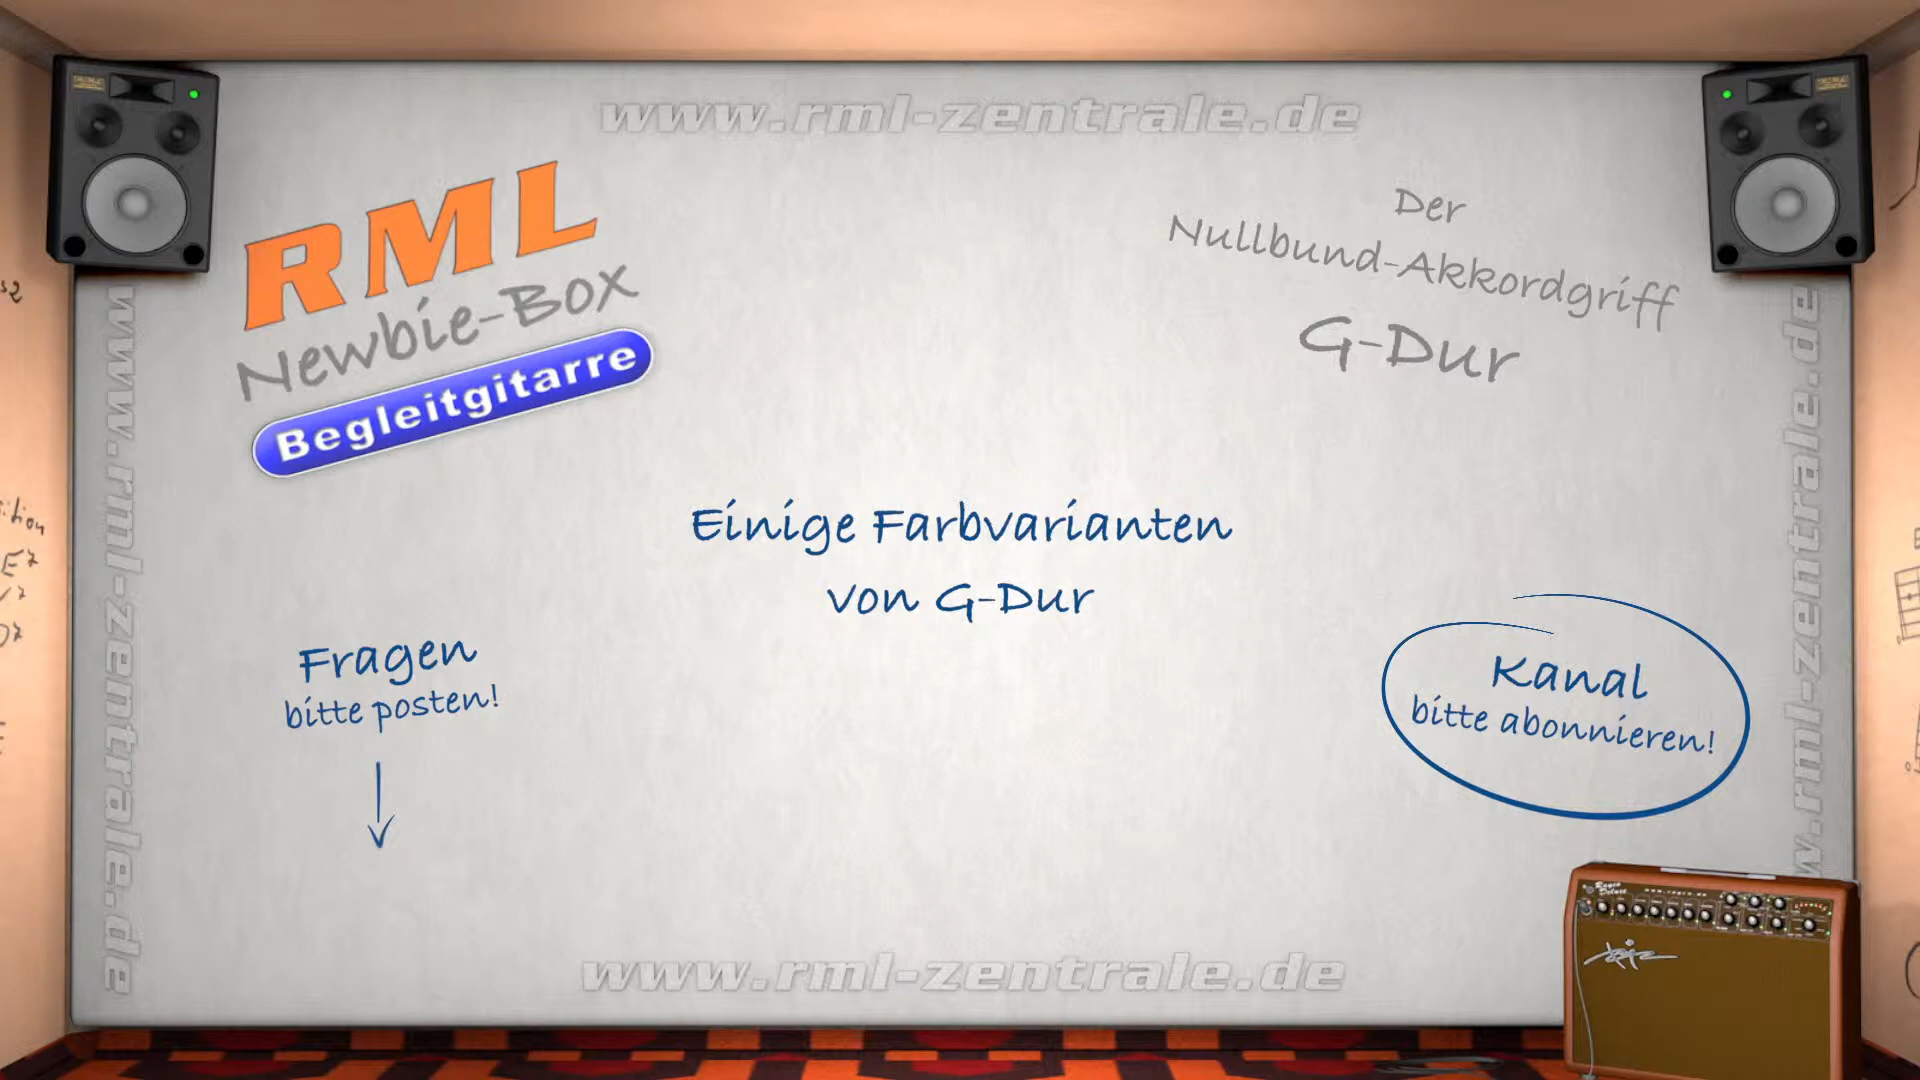 www.rml-zentrale.de
RML
Newbie-Box
Begleitgitarre
Der
Nullbund-Akkordgriff
G-Dur
Einige Farbvarianten
von G-Dur
Fragen
bitte posten!
Kanal
bitte abonnieren!
www.rml-zentrale.de
www.rml-zentrale.de
www.rml-zentrale.de